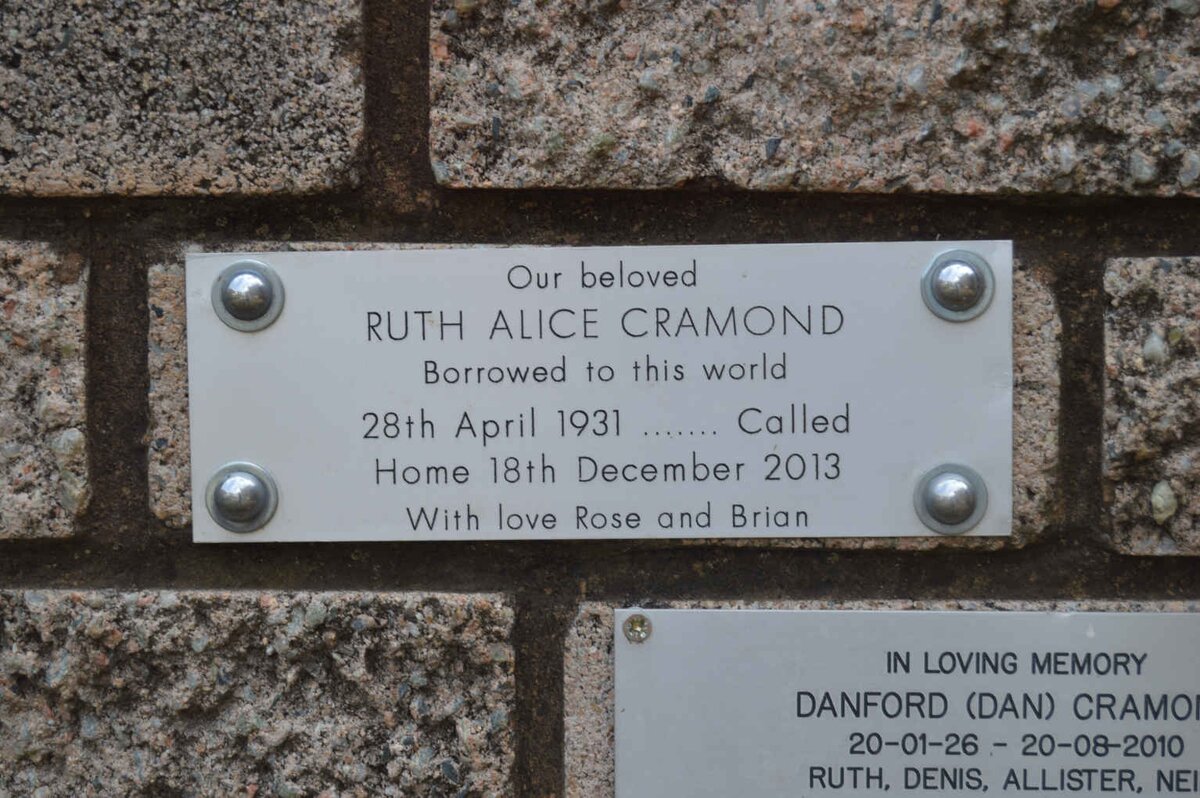 Our beloved
RUTH ALICE CRAMOND
Borrowed to this world
28th April 1931 ....... Called
Home 18th December 2013
With love Rose and Brian
IN LOVING MEMORY
DANFORD (DAN)
20-01-26 - 20-08-2010
RUTH, DENIS, ALLISTER,